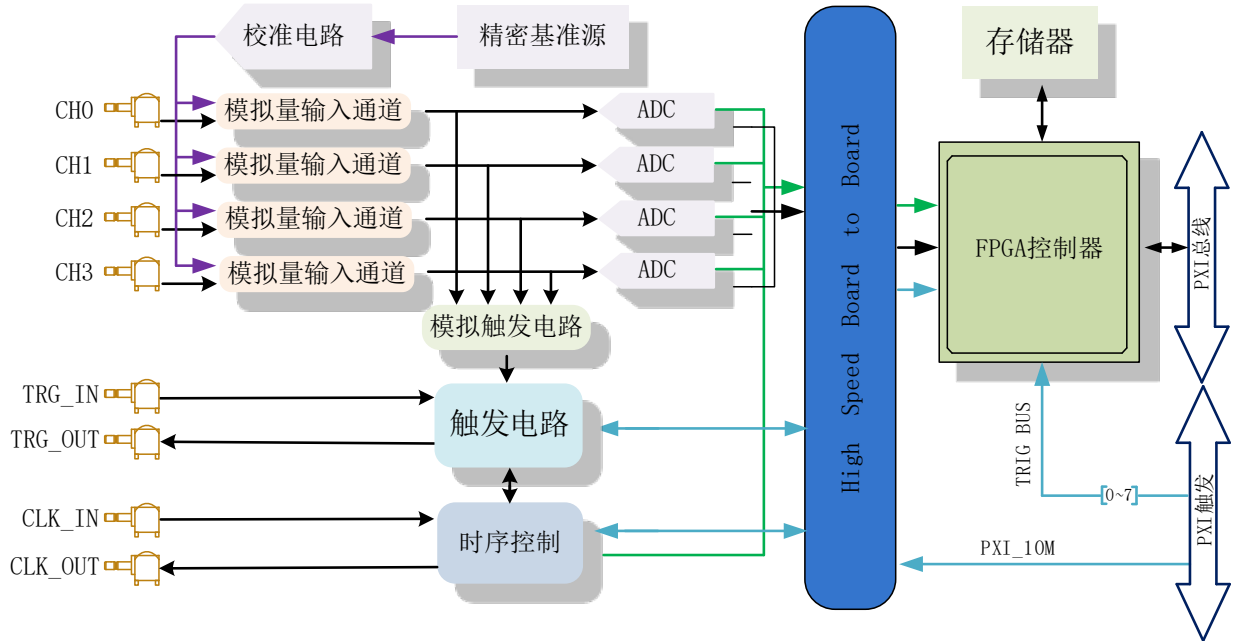 校准电路
精密基准源
存储器
CH0
模拟量输入通道
ADC
CH1
模拟量输入通道
ADC
CH2
模拟量输入通道
ADC
CH3
模拟量输入通道
ADC
High Speed Board to Board
FPGA控制器
PXI总线
模拟触发电路
TRG_IN
触发电路
TRG_OUT
TRIG BUS
[0~7]
PXI触发
CLK_IN
时序控制
CLK_OUT
PXI_10M